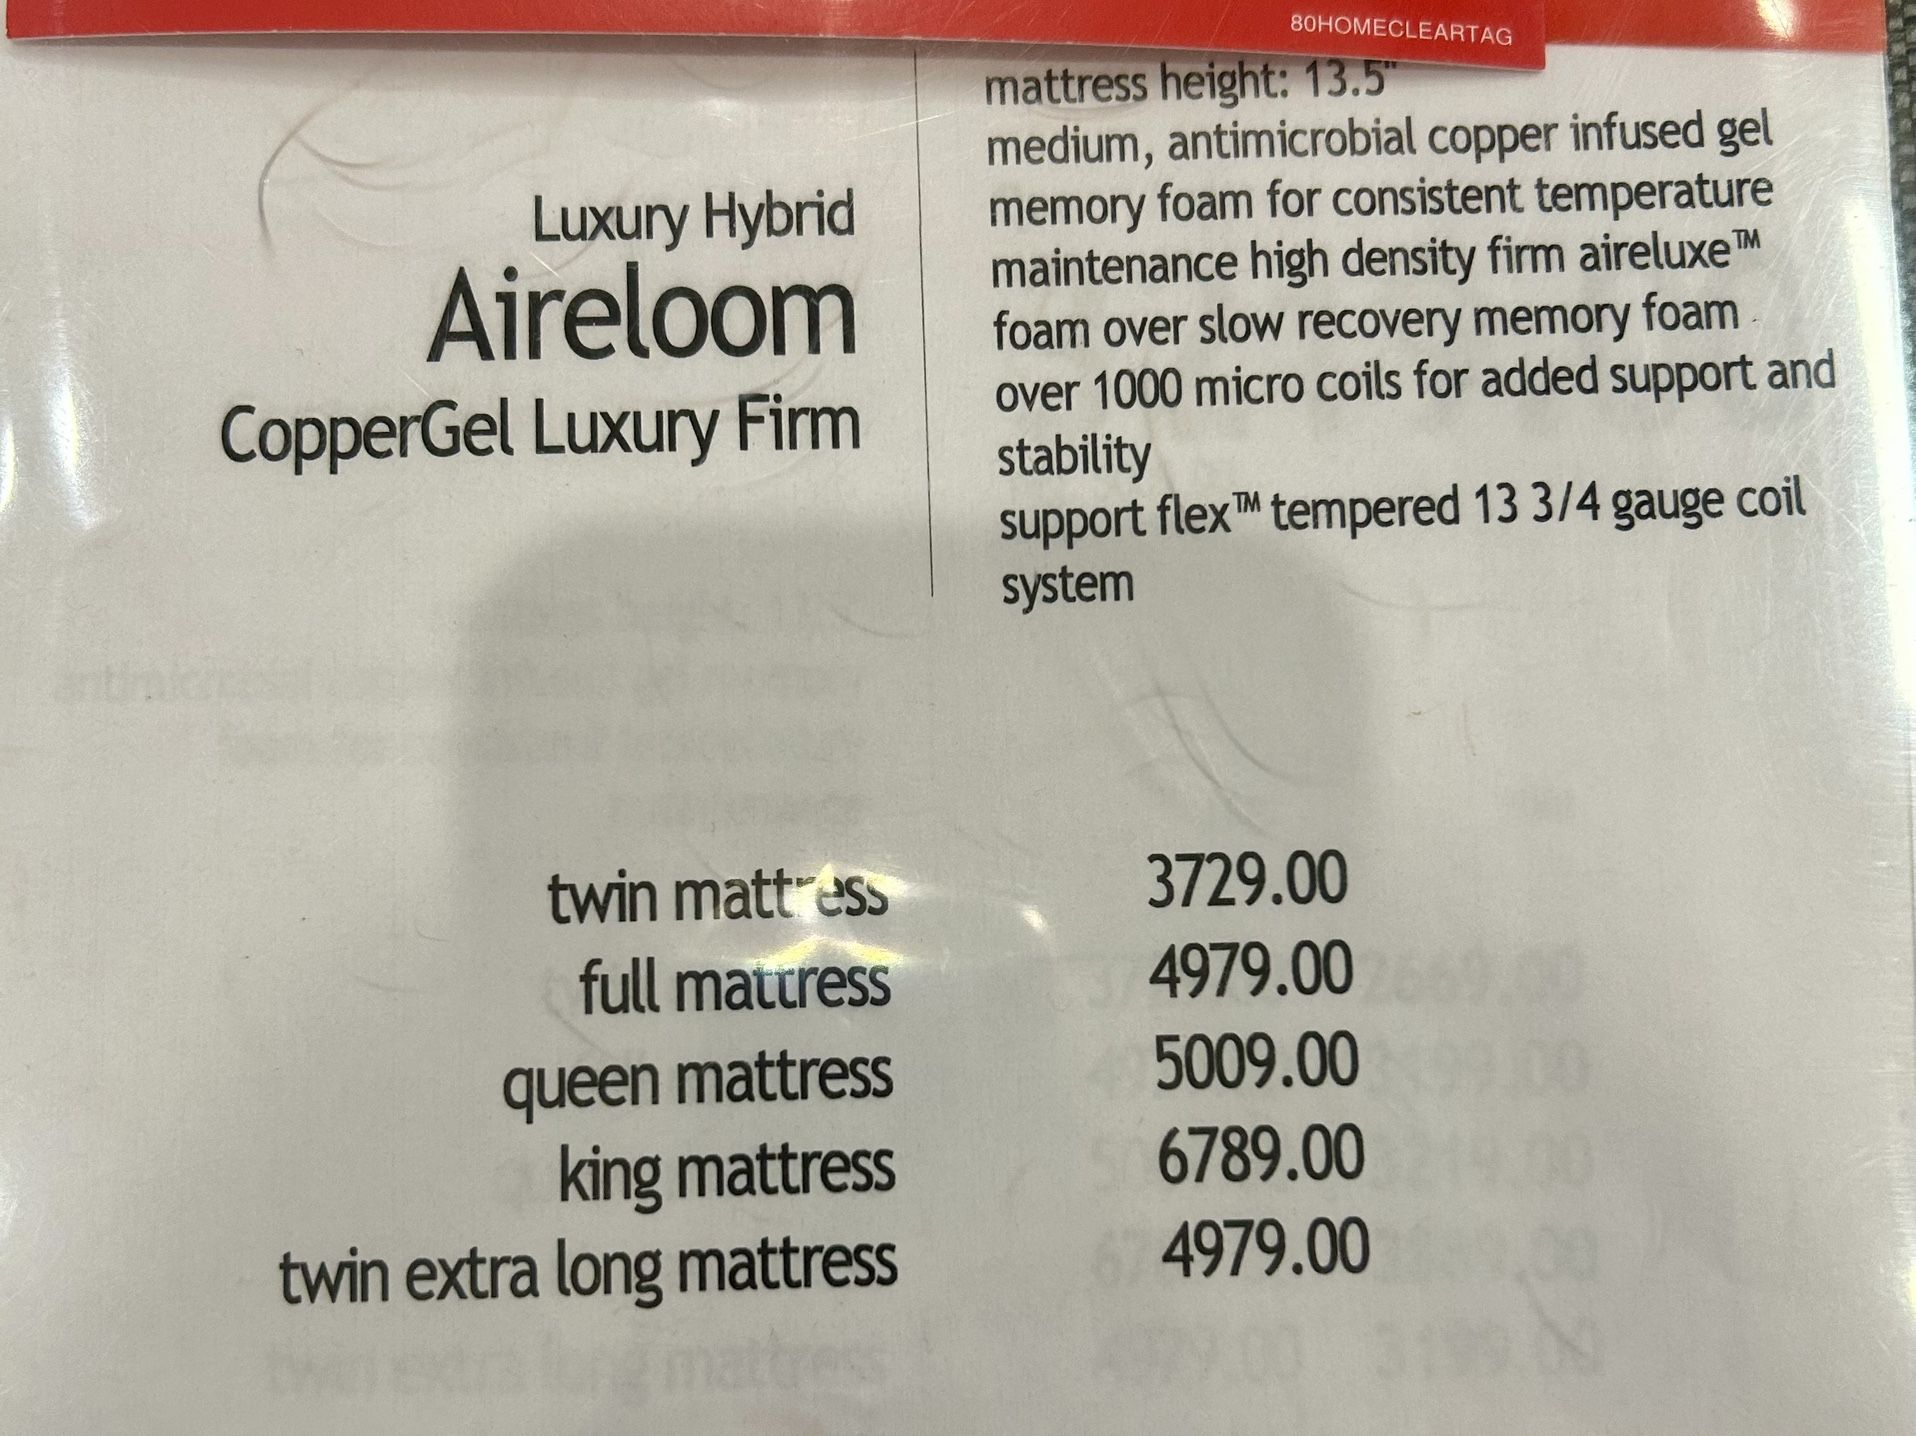 80HOMECLEARTAG
Luxury Hybrid
Aireloom
CopperGel Luxury Firm
mattress height: 13.5"
medium, antimicrobial copper infused gel
memory foam for consistent temperature
maintenance high density firm aireluxe™
foam over slow recovery memory foam
over 1000 micro coils for added support and
stability
support flex™ tempered 13 3/4 gauge coil
system
twin mattress 3729.00
full mattress 4979.00
queen mattress 5009.00
king mattress 6789.00
twin extra long mattress 4979.00